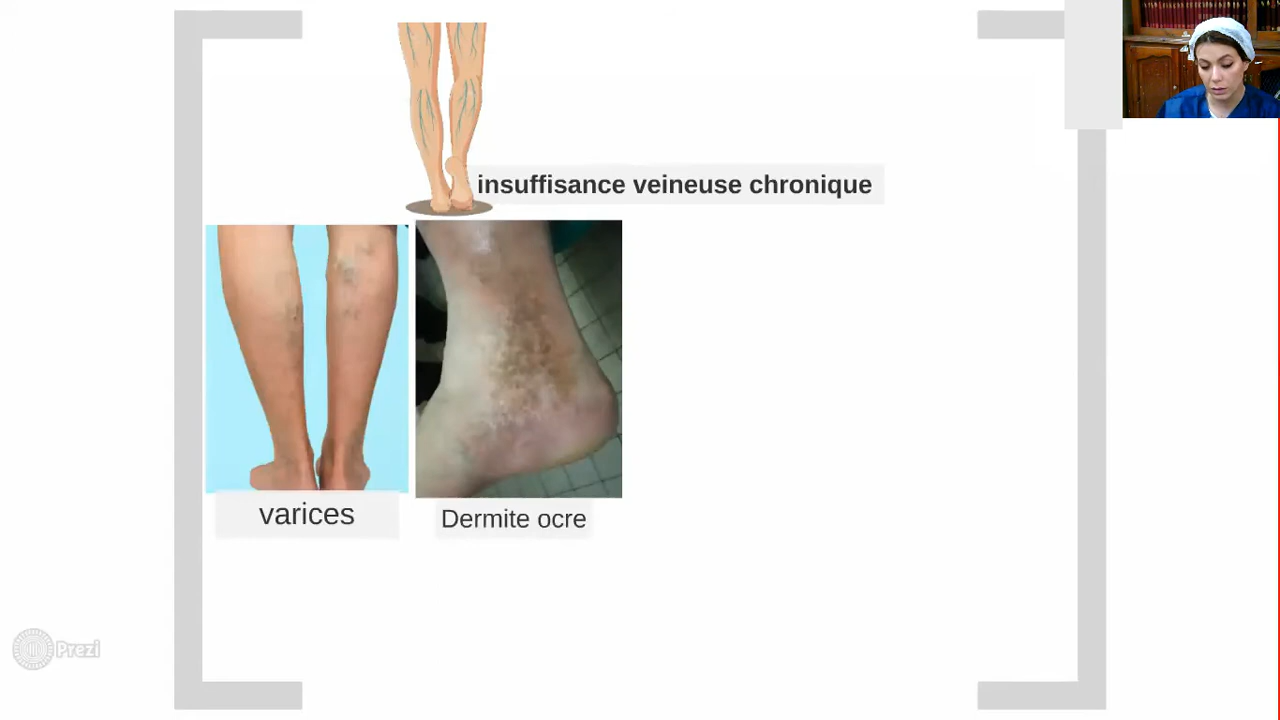 insuffisance veineuse chronique
varices
Dermite ocre
Prezi